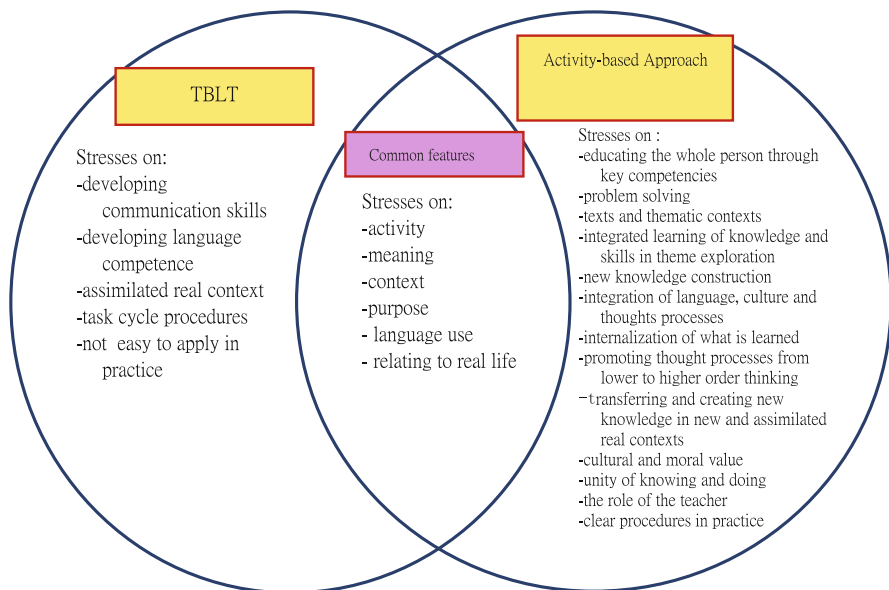 TBLT
Stresses on:
-developing
communication skills
-developing language
competence
-assimilated real context
-task cycle procedures
-not easy to apply in
practice
Common features
Stresses on:
-activity
-meaning
-context
-purpose
- language use
- relating to real life
Activity-based Approach
Stresses on :
-educating the whole person through
key competencies
-problem solving
-texts and thematic contexts
-integrated learning of knowledge and
skills in theme exploration
-new knowledge construction
-integration of language, culture and
thoughts processes
-internalization of what is learned
-promoting thought processes from
lower to higher order thinking
-transferring and creating new
knowledge in new and assimilated
real contexts
-cultural and moral value
-unity of knowing and doing
-the role of the teacher
-clear procedures in practice